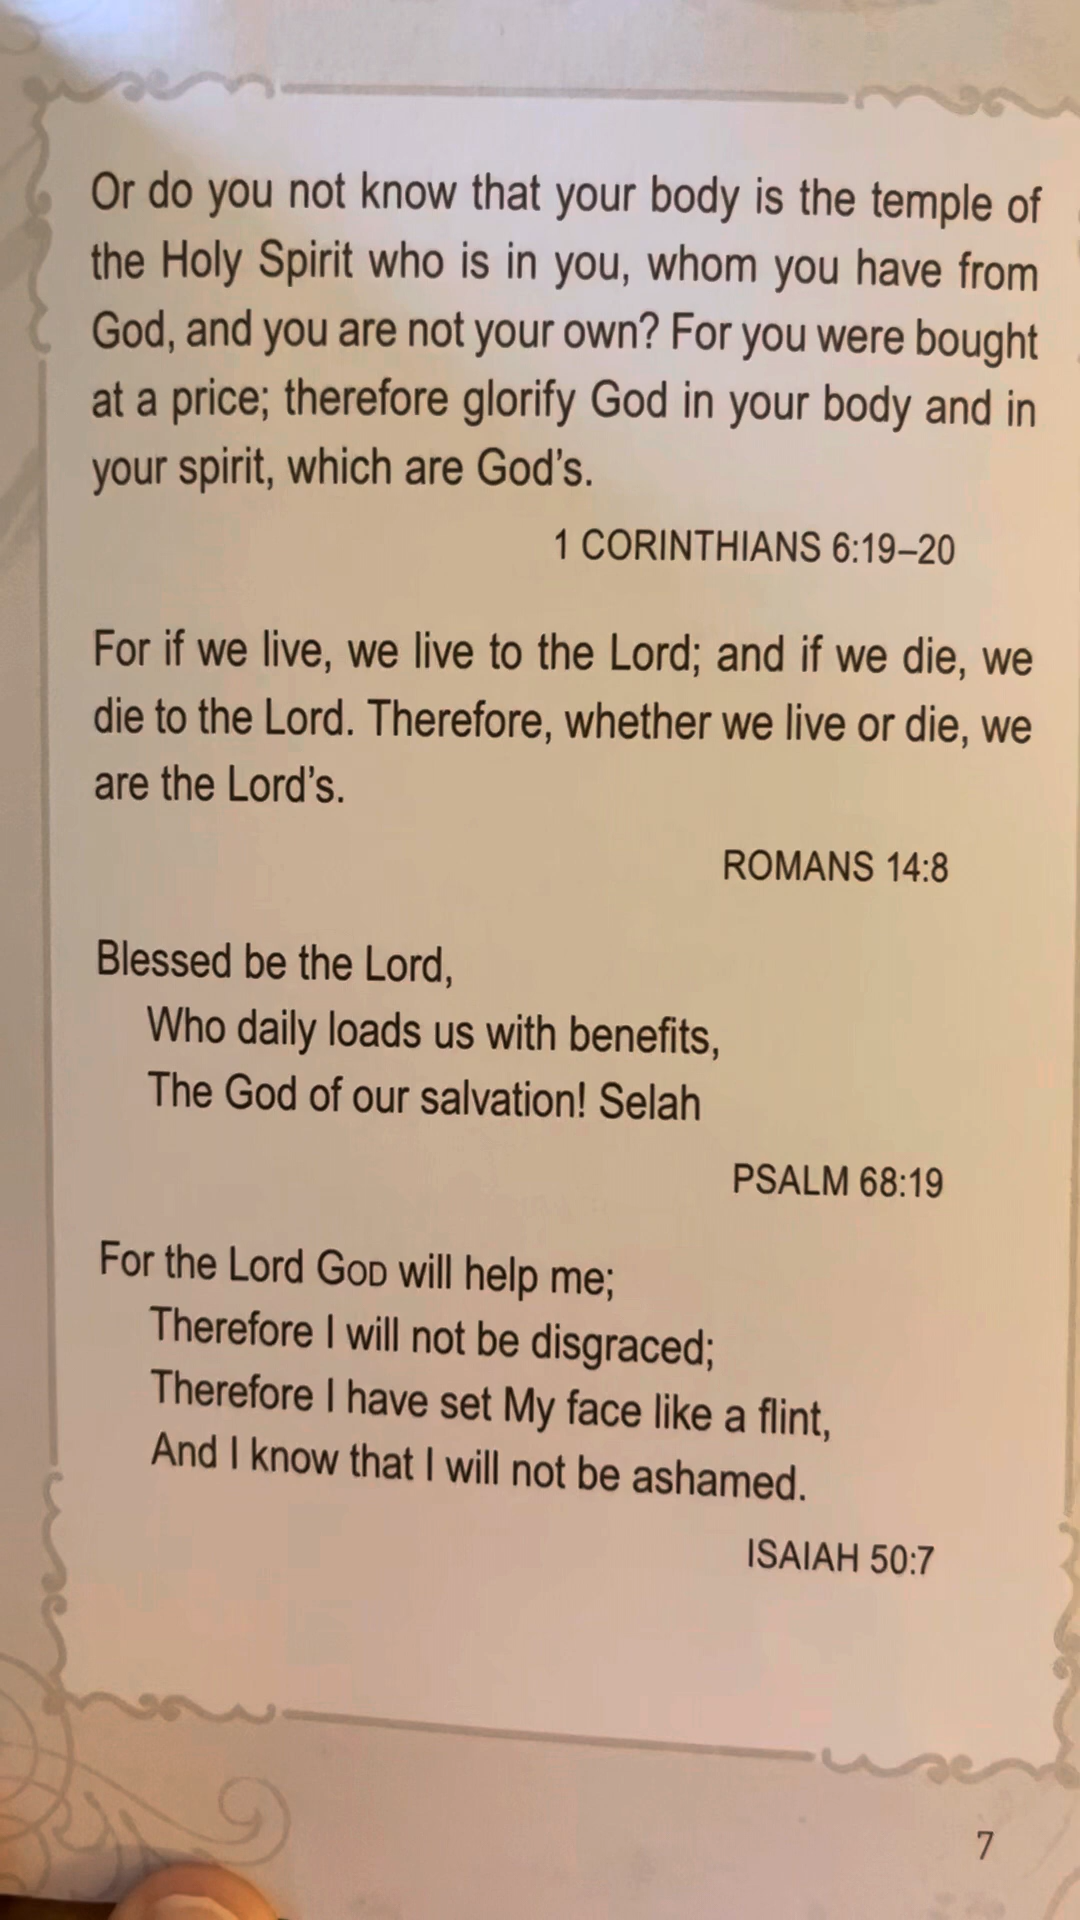 Or do you not know that your body is the temple of
the Holy Spirit who is in you, whom you have from
God, and you are not your own? For you were bought
at a price; therefore glorify God in your body and in
your spirit, which are God's.
1 CORINTHIANS 6:19–20
For if we live, we live to the Lord; and if we die, we
die to the Lord. Therefore, whether we live or die, we
are the Lord's.
ROMANS 14:8
Blessed be the Lord,
Who daily loads us with benefits,
The God of our salvation! Selah
PSALM 68:19
For the Lord GOD will help me;
Therefore I will not be disgraced;
Therefore I have set My face like a flint,
And I know that I will not be ashamed.
ISAIAH 50:7
7